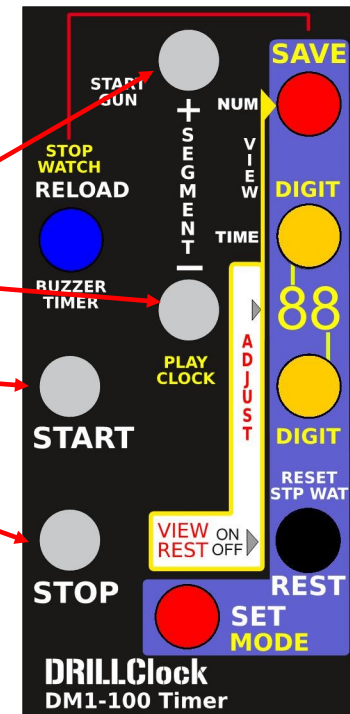 SAVE
START
GUN
+
SEGMENT
−
NUM
VIEW
TIME
STOP
WATCH
RELOAD
BUZZER
TIMER
DIGIT
88
DIGIT
PLAY
CLOCK
ADJUST
START
VIEW
REST
ON
OFF
RESET
STP WAT
REST
STOP
SET
MODE
DRILLClock
DM1-100 Timer